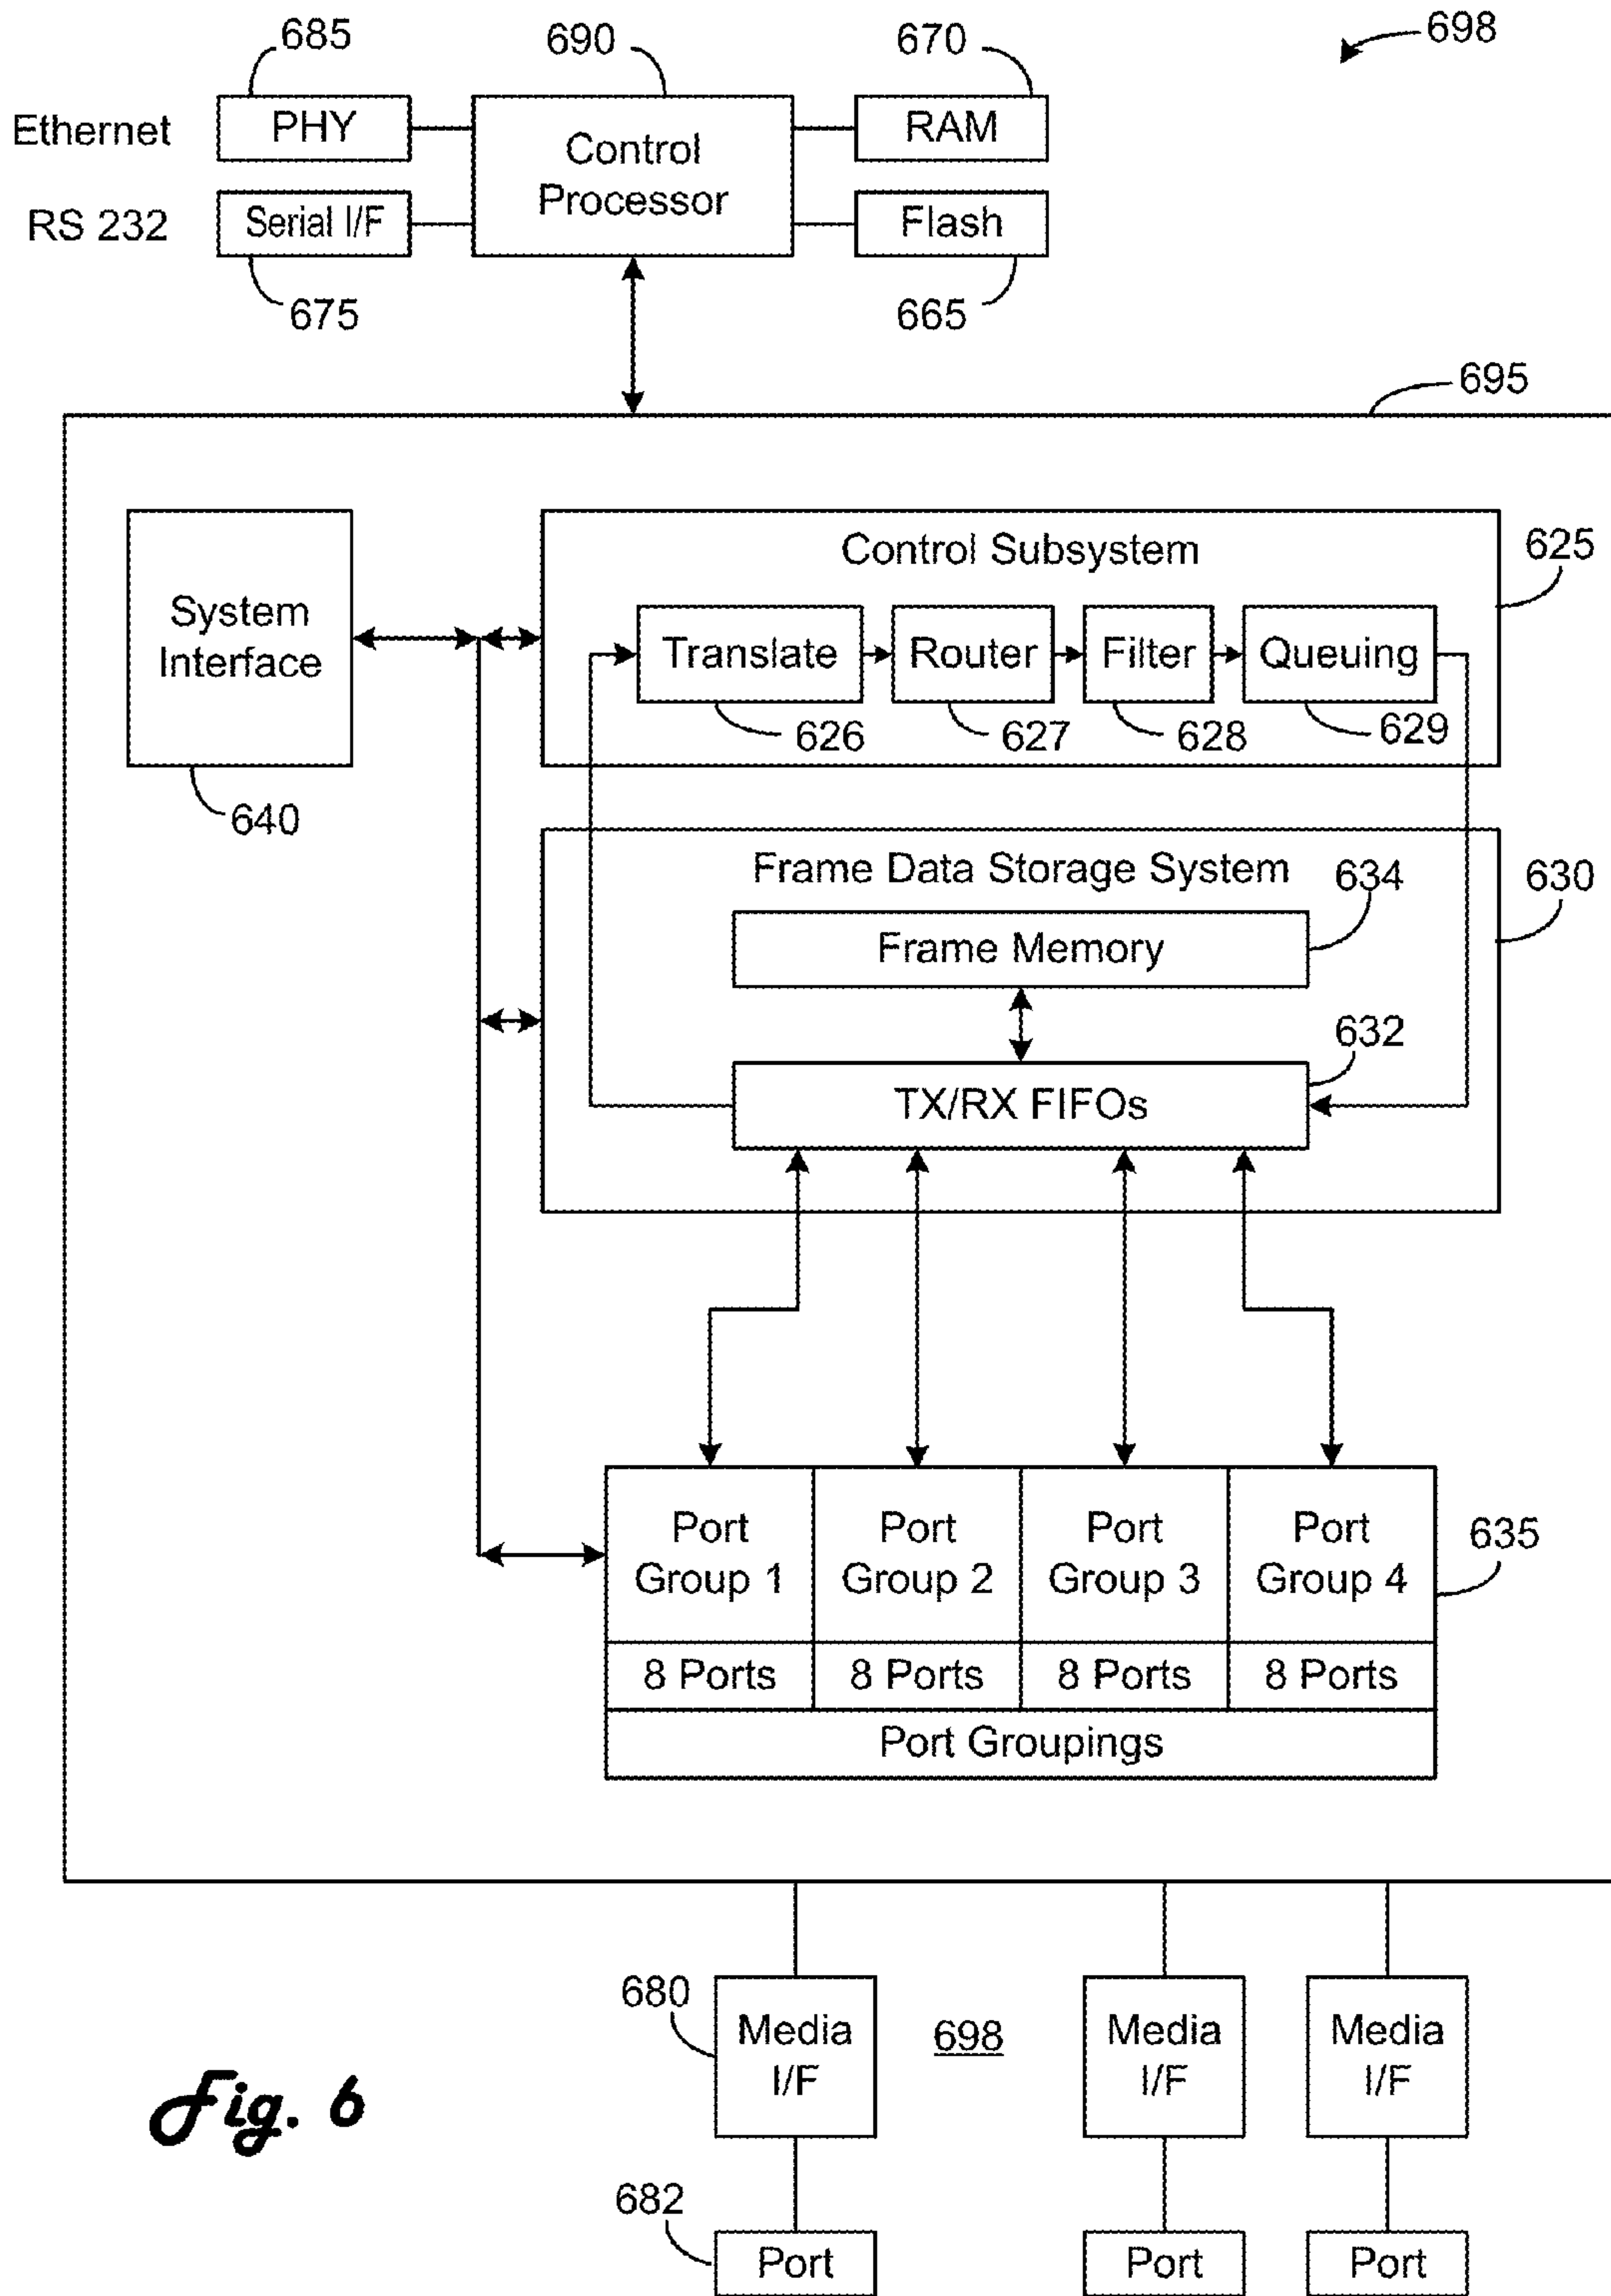 685
690
670
698
Ethernet
PHY
Control
Processor
RAM
RS 232
Serial I/F
Flash
675
665
695
System
Interface
640
Control Subsystem
625
Translate
Router
Filter
Queuing
626
627
628
629
Frame Data Storage System
634
630
Frame Memory
632
TX/RX FIFOs
Port
Group 1
Port
Group 2
Port
Group 3
Port
Group 4
635
8 Ports
8 Ports
8 Ports
8 Ports
Port Groupings
680
Media
I/F
698
Media
I/F
Media
I/F
Fig. 6
682
Port
Port
Port